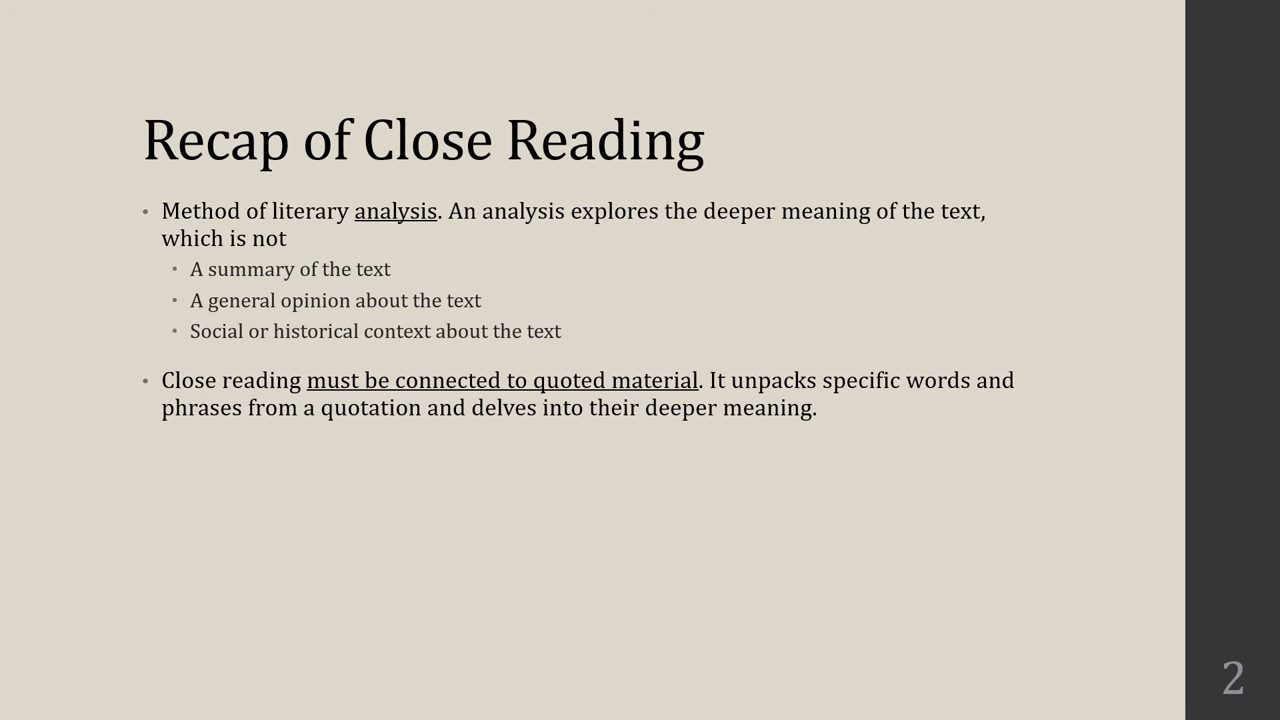 Recap of Close Reading
• Method of literary analysis. An analysis explores the deeper meaning of the text,
which is not
• A summary of the text
• A general opinion about the text
• Social or historical context about the text
• Close reading must be connected to quoted material. It unpacks specific words and
phrases from a quotation and delves into their deeper meaning.
2